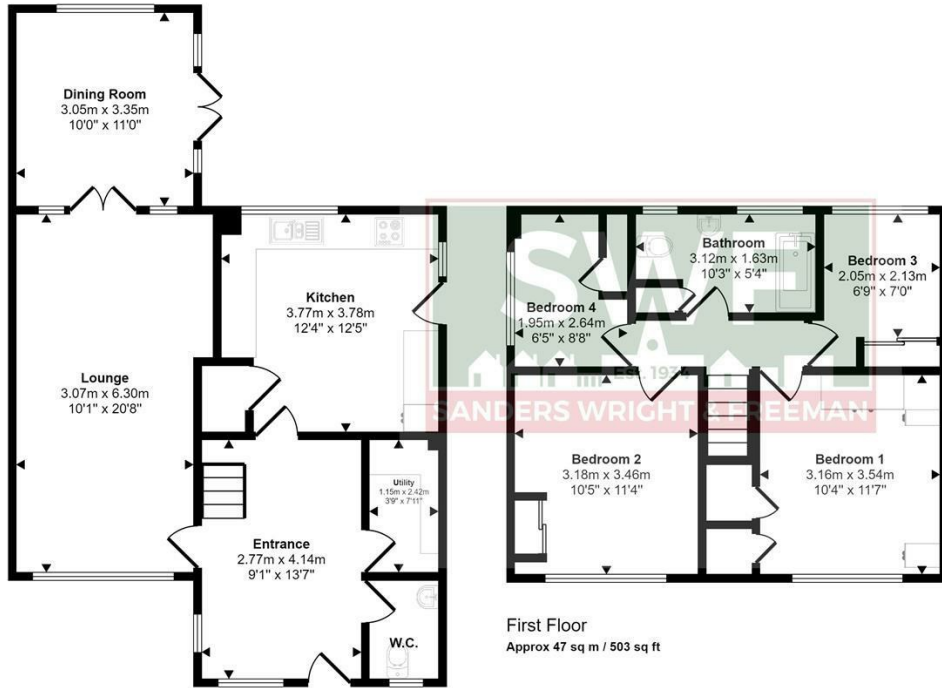 Dining Room
3.05m x 3.35m
10'0" x 11'0"
Lounge
3.07m x 6.30m
10'1" x 20'8"
Kitchen
3.77m x 3.78m
12'4" x 12'5"
Utility
1.15m x 2.42m
3'9" x 7'11"
Entrance
2.77m x 4.14m
9'1" x 13'7"
W.C.
Bathroom
3.12m x 1.63m
10'3" x 5'4"
Bedroom 3
2.05m x 2.13m
6'9" x 7'0"
Bedroom 4
1.95m x 2.64m
6'5" x 8'8"
SWF
Est. 1934
SANDERS WRIGHT & FREEMAN
Bedroom 2
3.18m x 3.46m
10'5" x 11'4"
Bedroom 1
3.16m x 3.54m
10'4" x 11'7"
First Floor
Approx 47 sq m / 503 sq ft